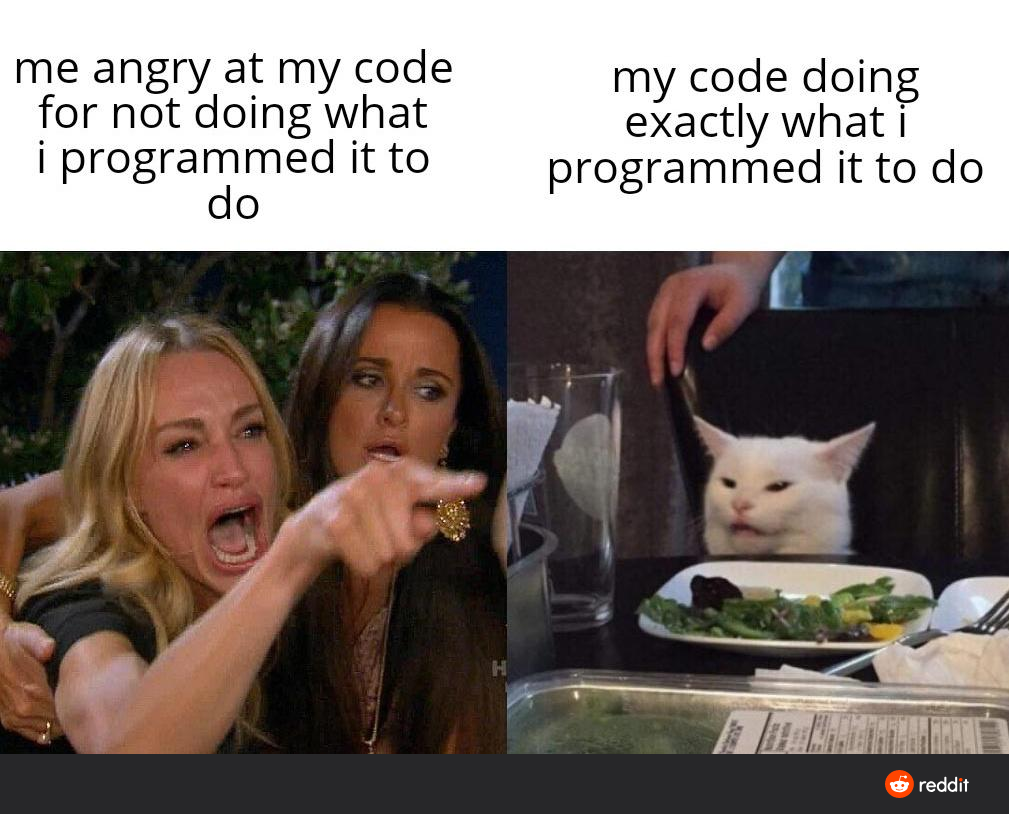 me angry at my code
for not doing what
i programmed it to
do
my code doing
exactly what i
programmed it to do
H
reddit